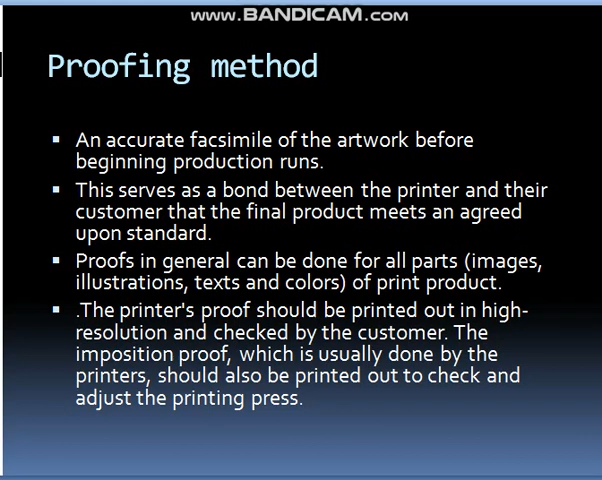 www.BANDICAM.com
Proofing method
▪ An accurate facsimile of the artwork before
beginning production runs.
▪ This serves as a bond between the printer and their
customer that the final product meets an agreed
upon standard.
▪ Proofs in general can be done for all parts (images,
illustrations, texts and colors) of print product.
▪ .The printer's proof should be printed out in high-
resolution and checked by the customer. The
imposition proof, which is usually done by the
printers, should also be printed out to check and
adjust the printing press.